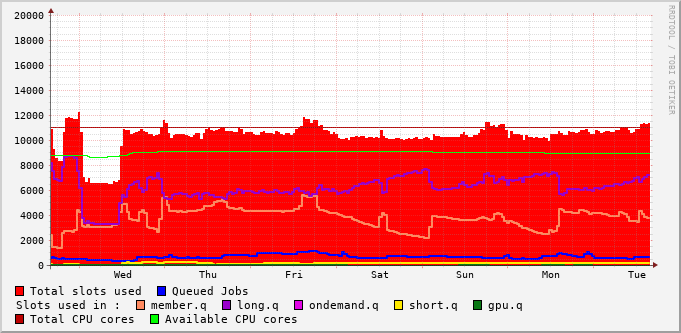 20000
18000
16000
14000
12000
10000
8000
6000
4000
2000
0
Wed Thu Fri Sat Sun Mon Tue
RRDTOOL / TOBI OETIKER
Total slots used Queued Jobs
Slots used in : member.q long.q ondemand.q short.q gpu.q
Total CPU cores Available CPU cores